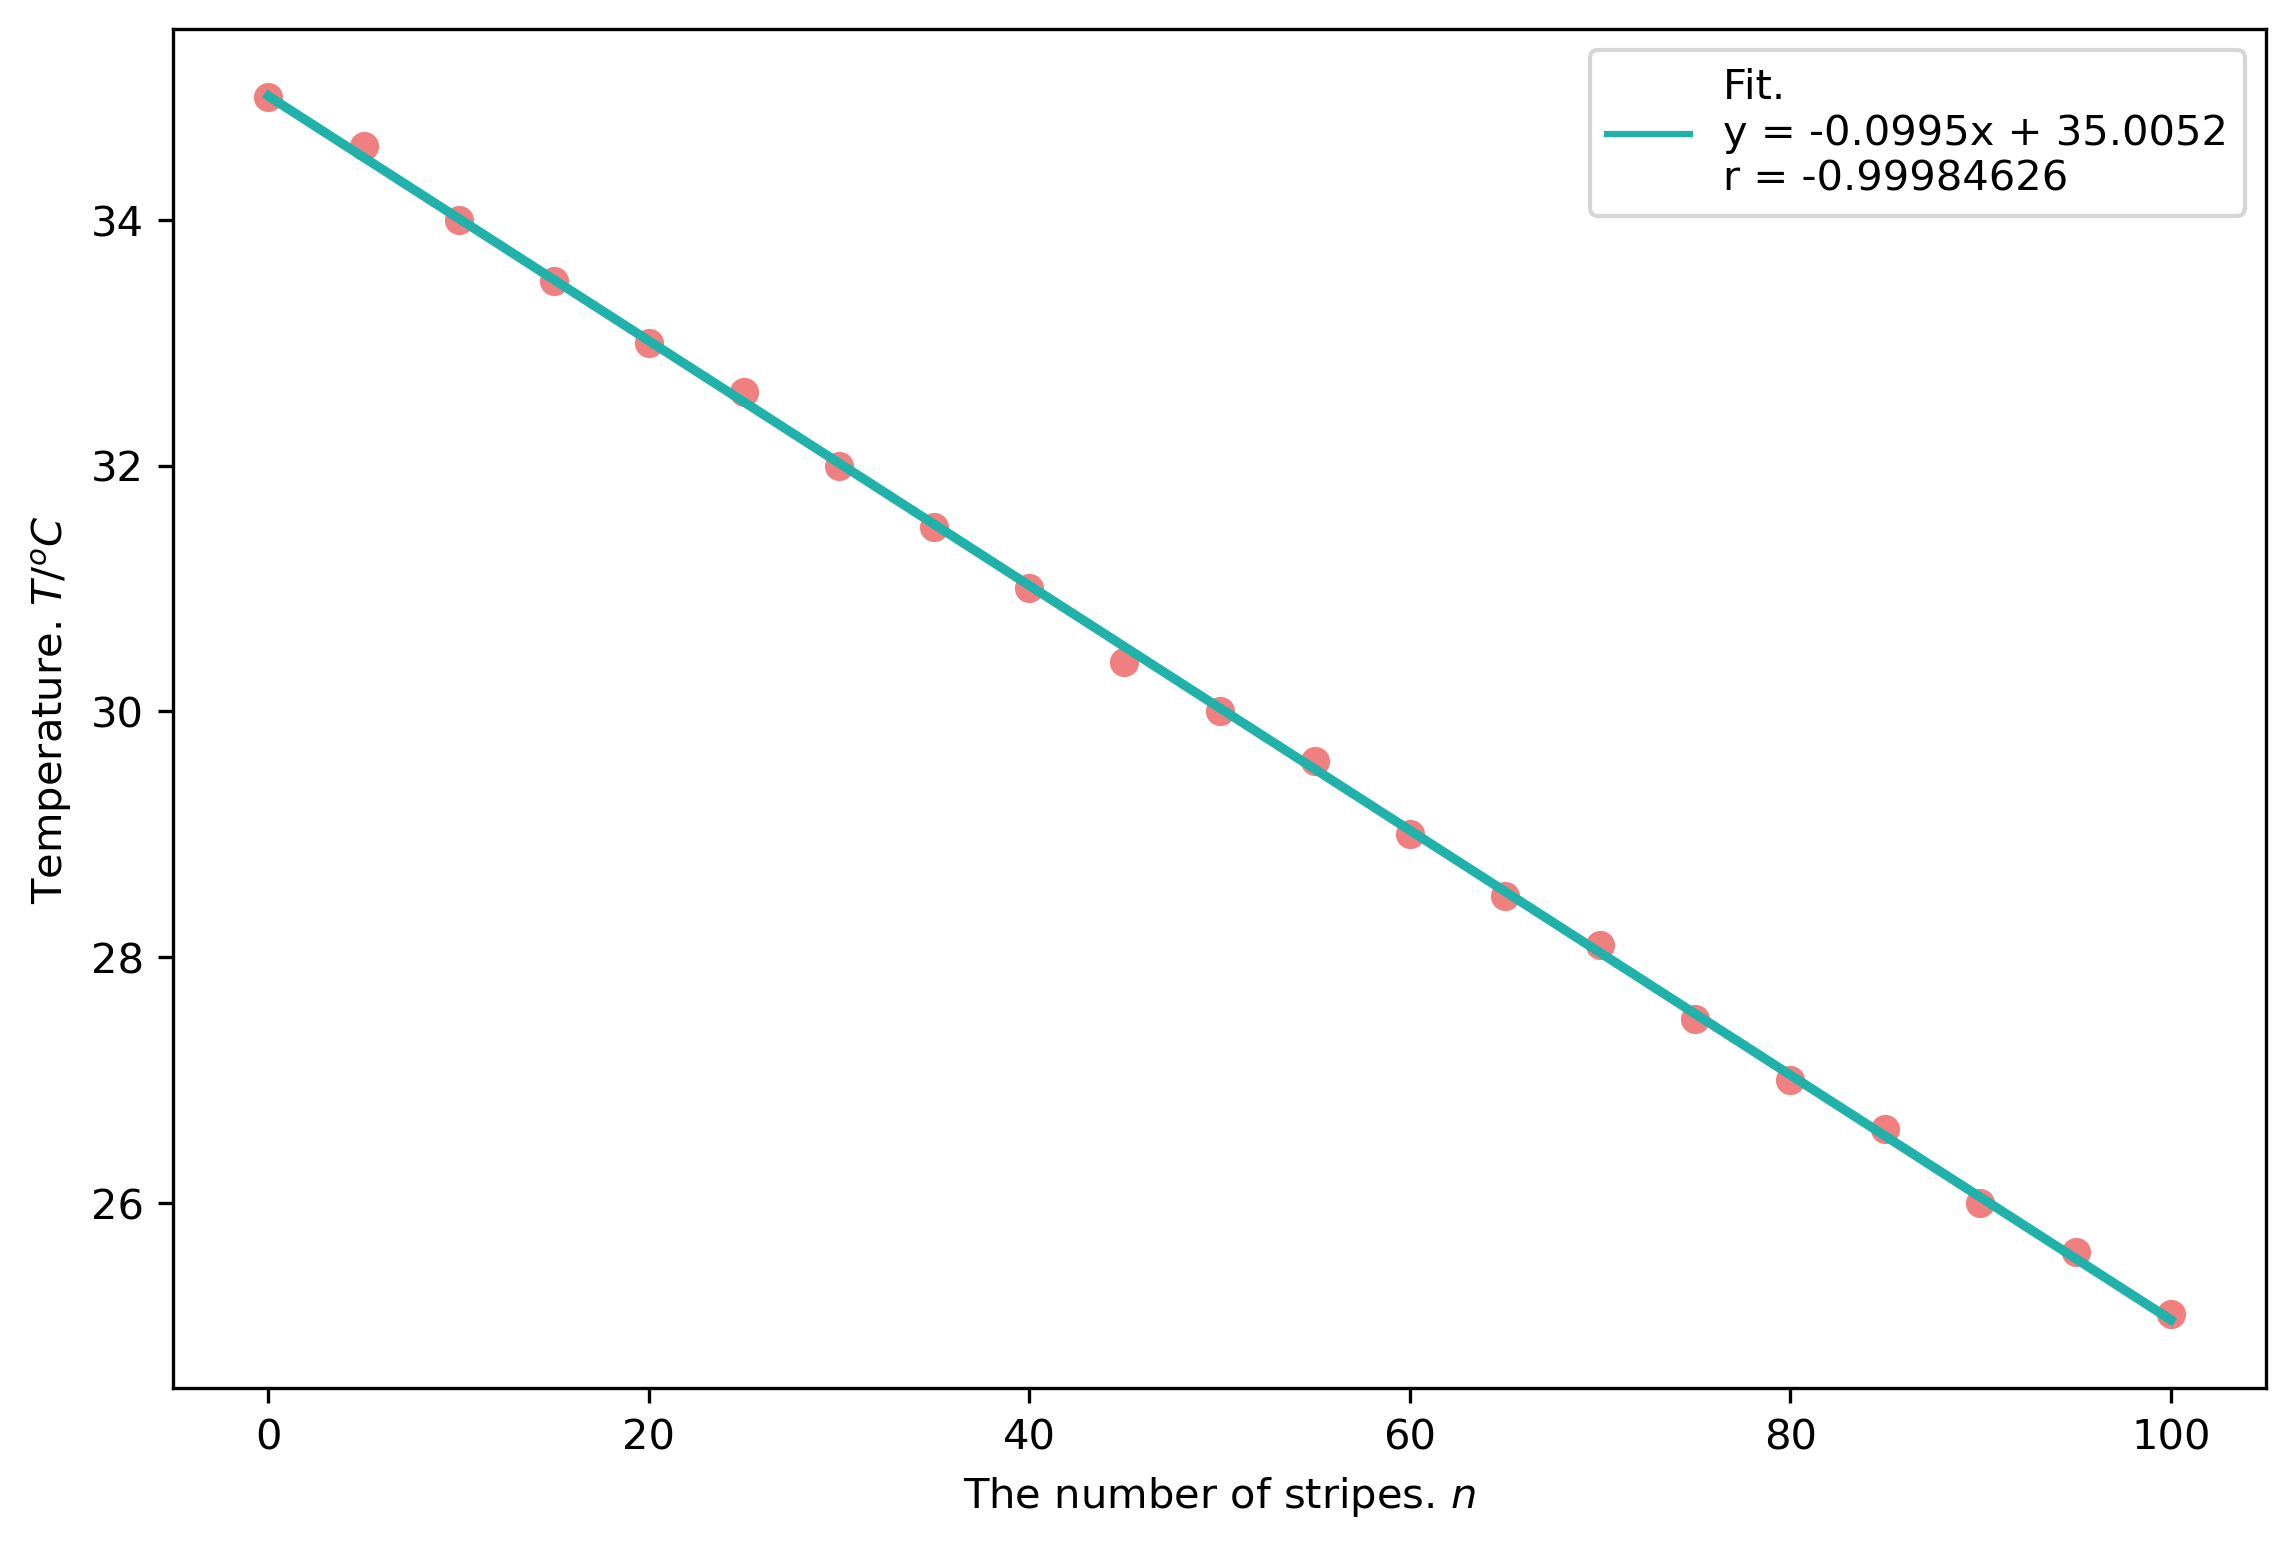 Fit.
y = -0.0995x + 35.0052
r = -0.99984626
34
32
30
28
26
Temperature. T/°C
0 20 40 60 80 100
The number of stripes. n